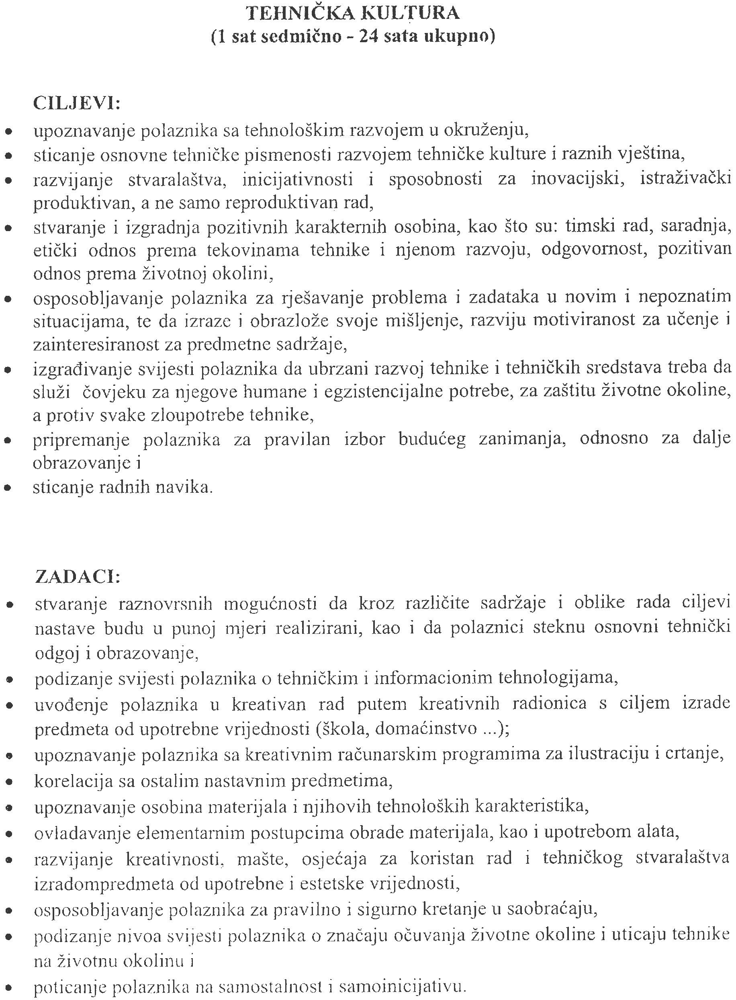 TEHNIČKA KULTURA
(1 sat sedmično - 24 sata ukupno)
CILJEVI:
• upoznavanje polaznika sa tehnološkim razvojem u okruženju,
• sticanje osnovne tehničke pismenosti razvojem tehničke kulture i raznih vještina,
• razvijanje stvaralaštva, inicijativnosti i sposobnosti za inovacijski, istraživački
produktivan, a ne samo reproduktivan rad,
• stvaranje i izgradnja pozitivnih karakternih osobina, kao što su: timski rad, saradnja,
etički odnos prema tekovinama tehnike i njenom razvoju, odgovornost, pozitivan
odnos prema životnoj okolini,
• osposobljavanje polaznika za rješavanje problema i zadataka u novim i nepoznatim
situacijama, te da izraze i obrazlože svoje mišljenje, razviju motiviranost za učenje i
zainteresiranost za predmetne sadržaje,
• izgrađivanje svijesti polaznika da ubrzani razvoj tehnike i tehničkih sredstava treba da
služi čovjeku za njegove humane i egzistencijalne potrebe, za zaštitu životne okoline,
a protiv svake zloupotrebe tehnike,
• pripremanje polaznika za pravilan izbor budućeg zanimanja, odnosno za dalje
obrazovanje i
• sticanje radnih navika.
ZADACI:
• stvaranje raznovrsnih mogućnosti da kroz različite sadržaje i oblike rada ciljevi
nastave budu u punoj mjeri realizirani, kao i da polaznici steknu osnovni tehnički
odgoj i obrazovanje,
• podizanje svijesti polaznika o tehničkim i informacionim tehnologijama,
• uvođenje polaznika u kreativan rad putem kreativnih radionica s ciljem izrade
predmeta od upotrebne vrijednosti (škola, domaćinstvo ...);
• upoznavanje polaznika sa kreativnim računarskim programima za ilustraciju i crtanje,
• korelacija sa ostalim nastavnim predmetima,
• upoznavanje osobina materijala i njihovih tehnoloških karakteristika,
• ovladavanje elementarnim postupcima obrade materijala, kao i upotrebom alata,
• razvijanje kreativnosti, mašte, osjećaja za koristan rad i tehničkog stvaralaštva
izradompredmeta od upotrebne i estetske vrijednosti,
• osposobljavanje polaznika za pravilno i sigurno kretanje u saobraćaju,
• podizanje nivoa svijesti polaznika o značaju očuvanja životne okoline i uticaju tehnike
na životnu okolinu i
• poticanje polaznika na samostalnost i samoinicijativu.